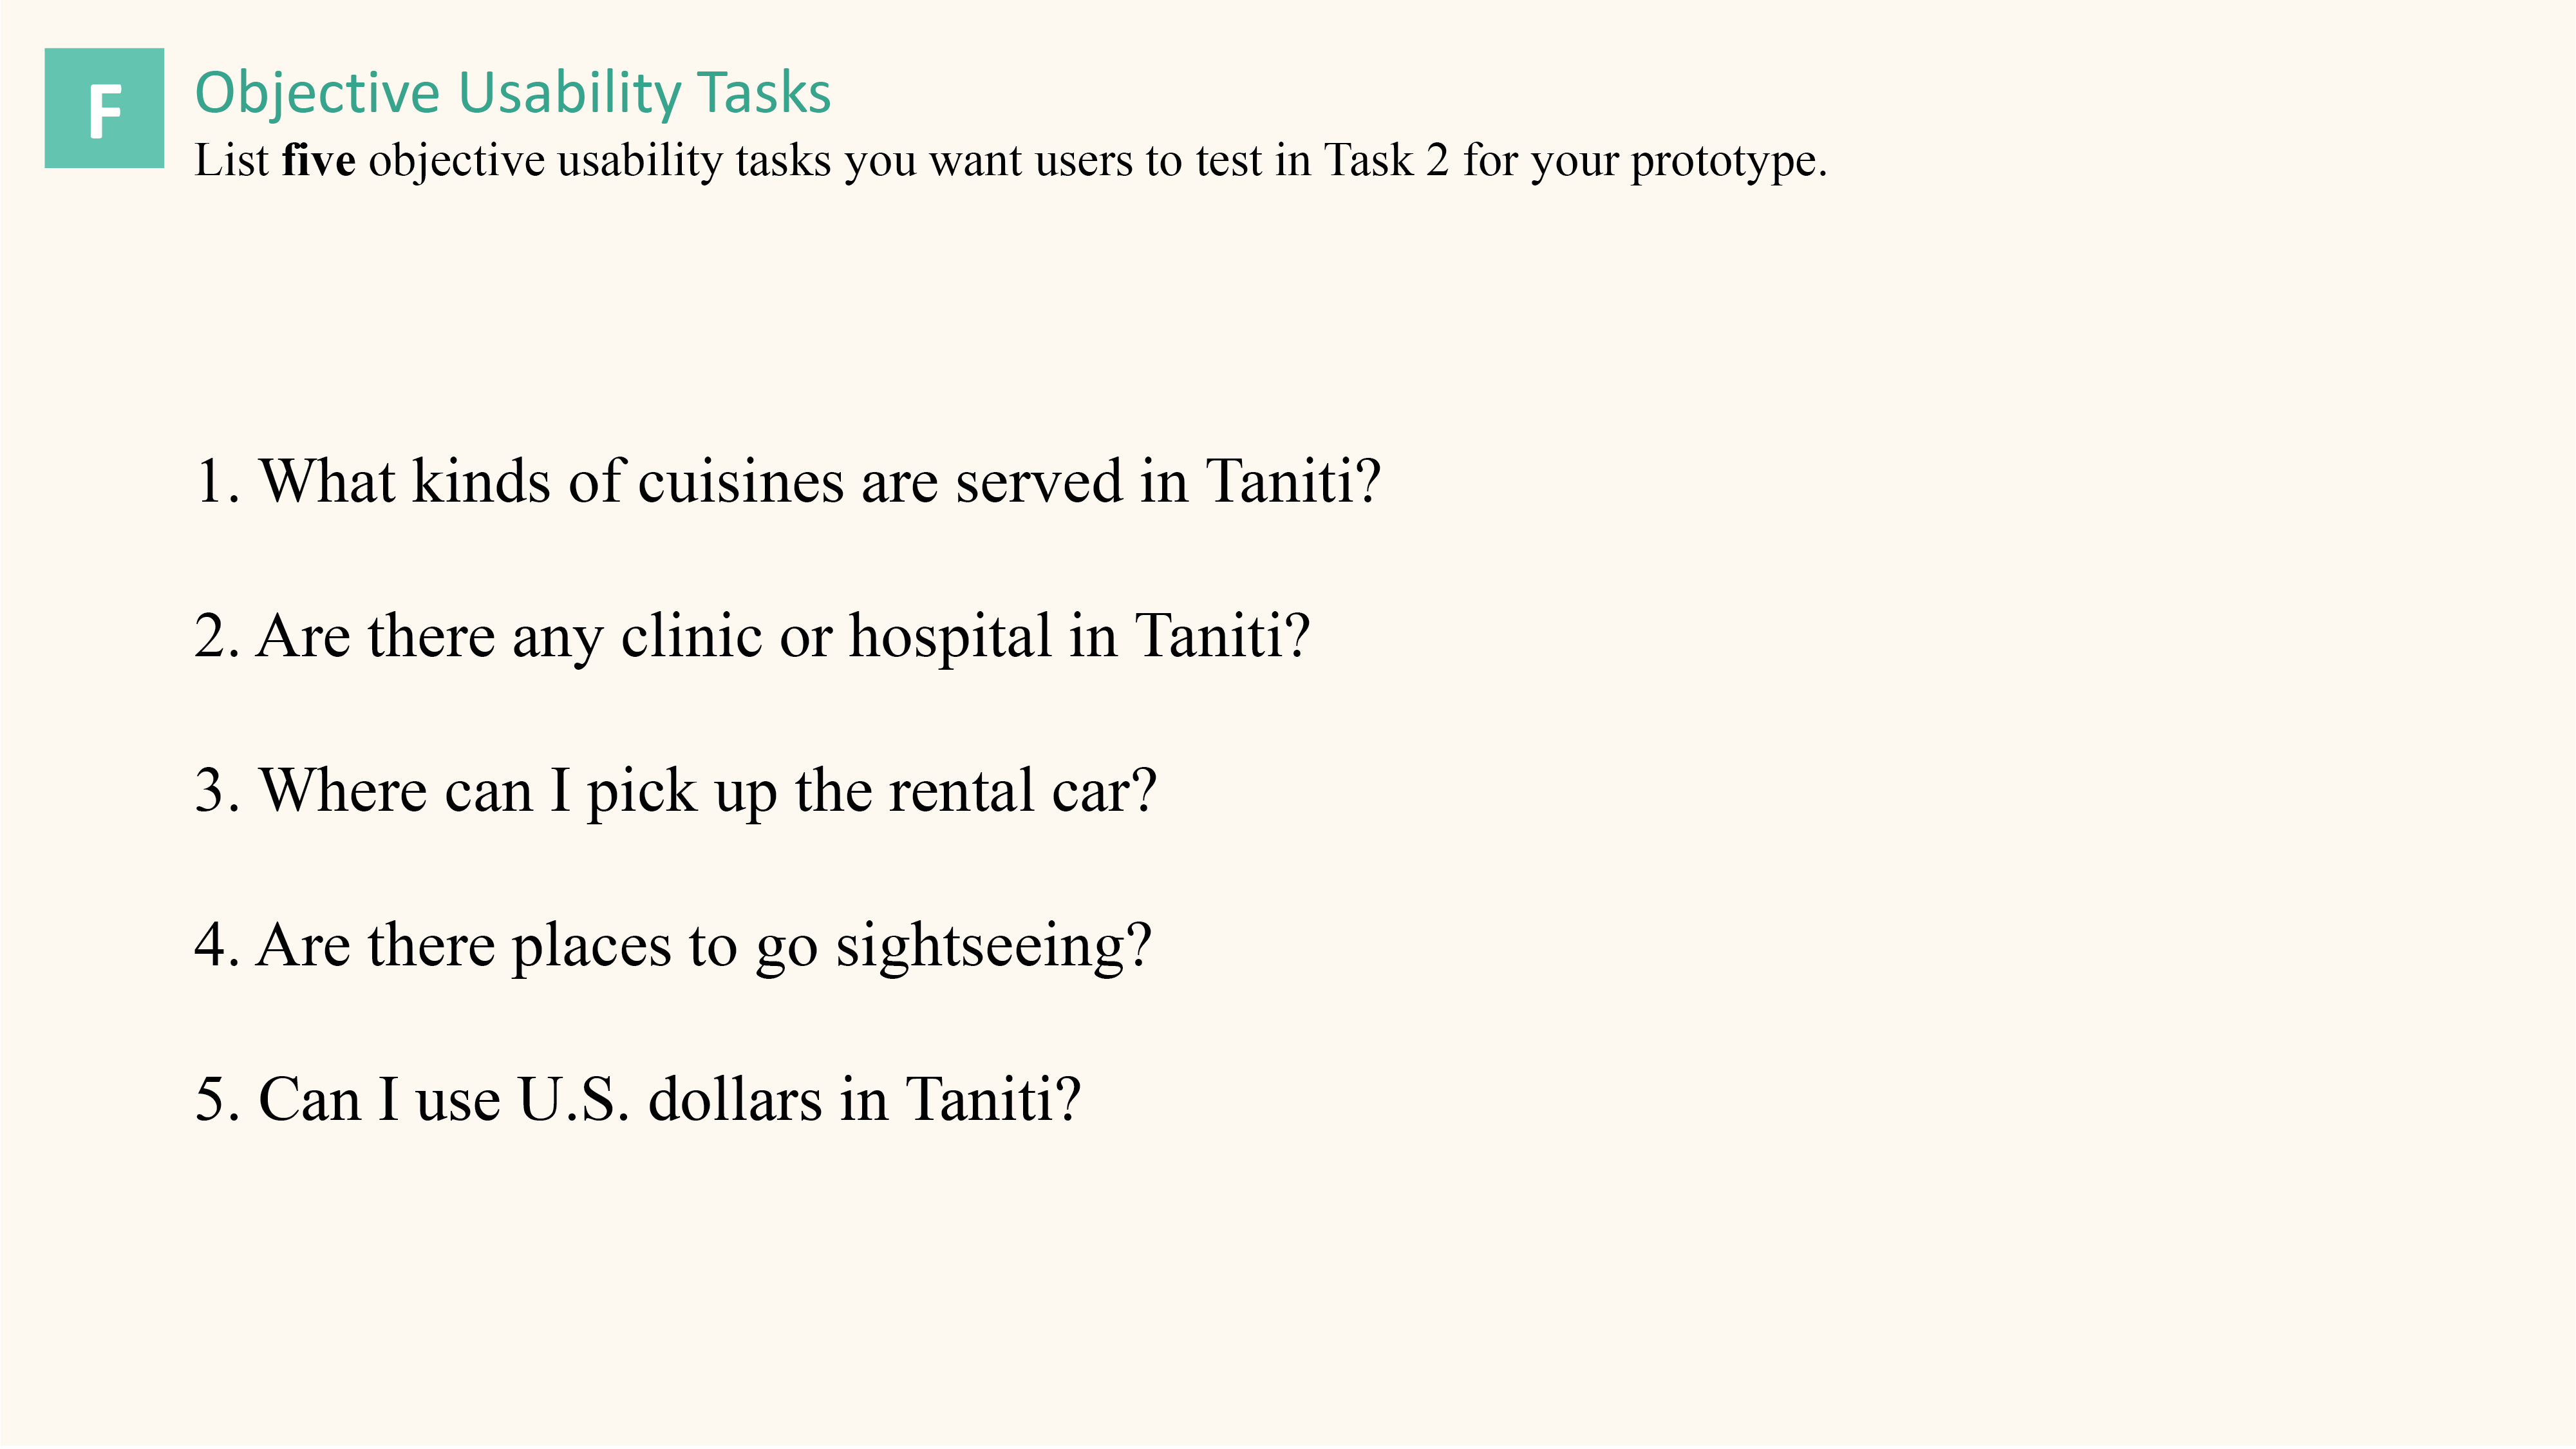 F
Objective Usability Tasks
List five objective usability tasks you want users to test in Task 2 for your prototype.
1. What kinds of cuisines are served in Taniti?
2. Are there any clinic or hospital in Taniti?
3. Where can I pick up the rental car?
4. Are there places to go sightseeing?
5. Can I use U.S. dollars in Taniti?